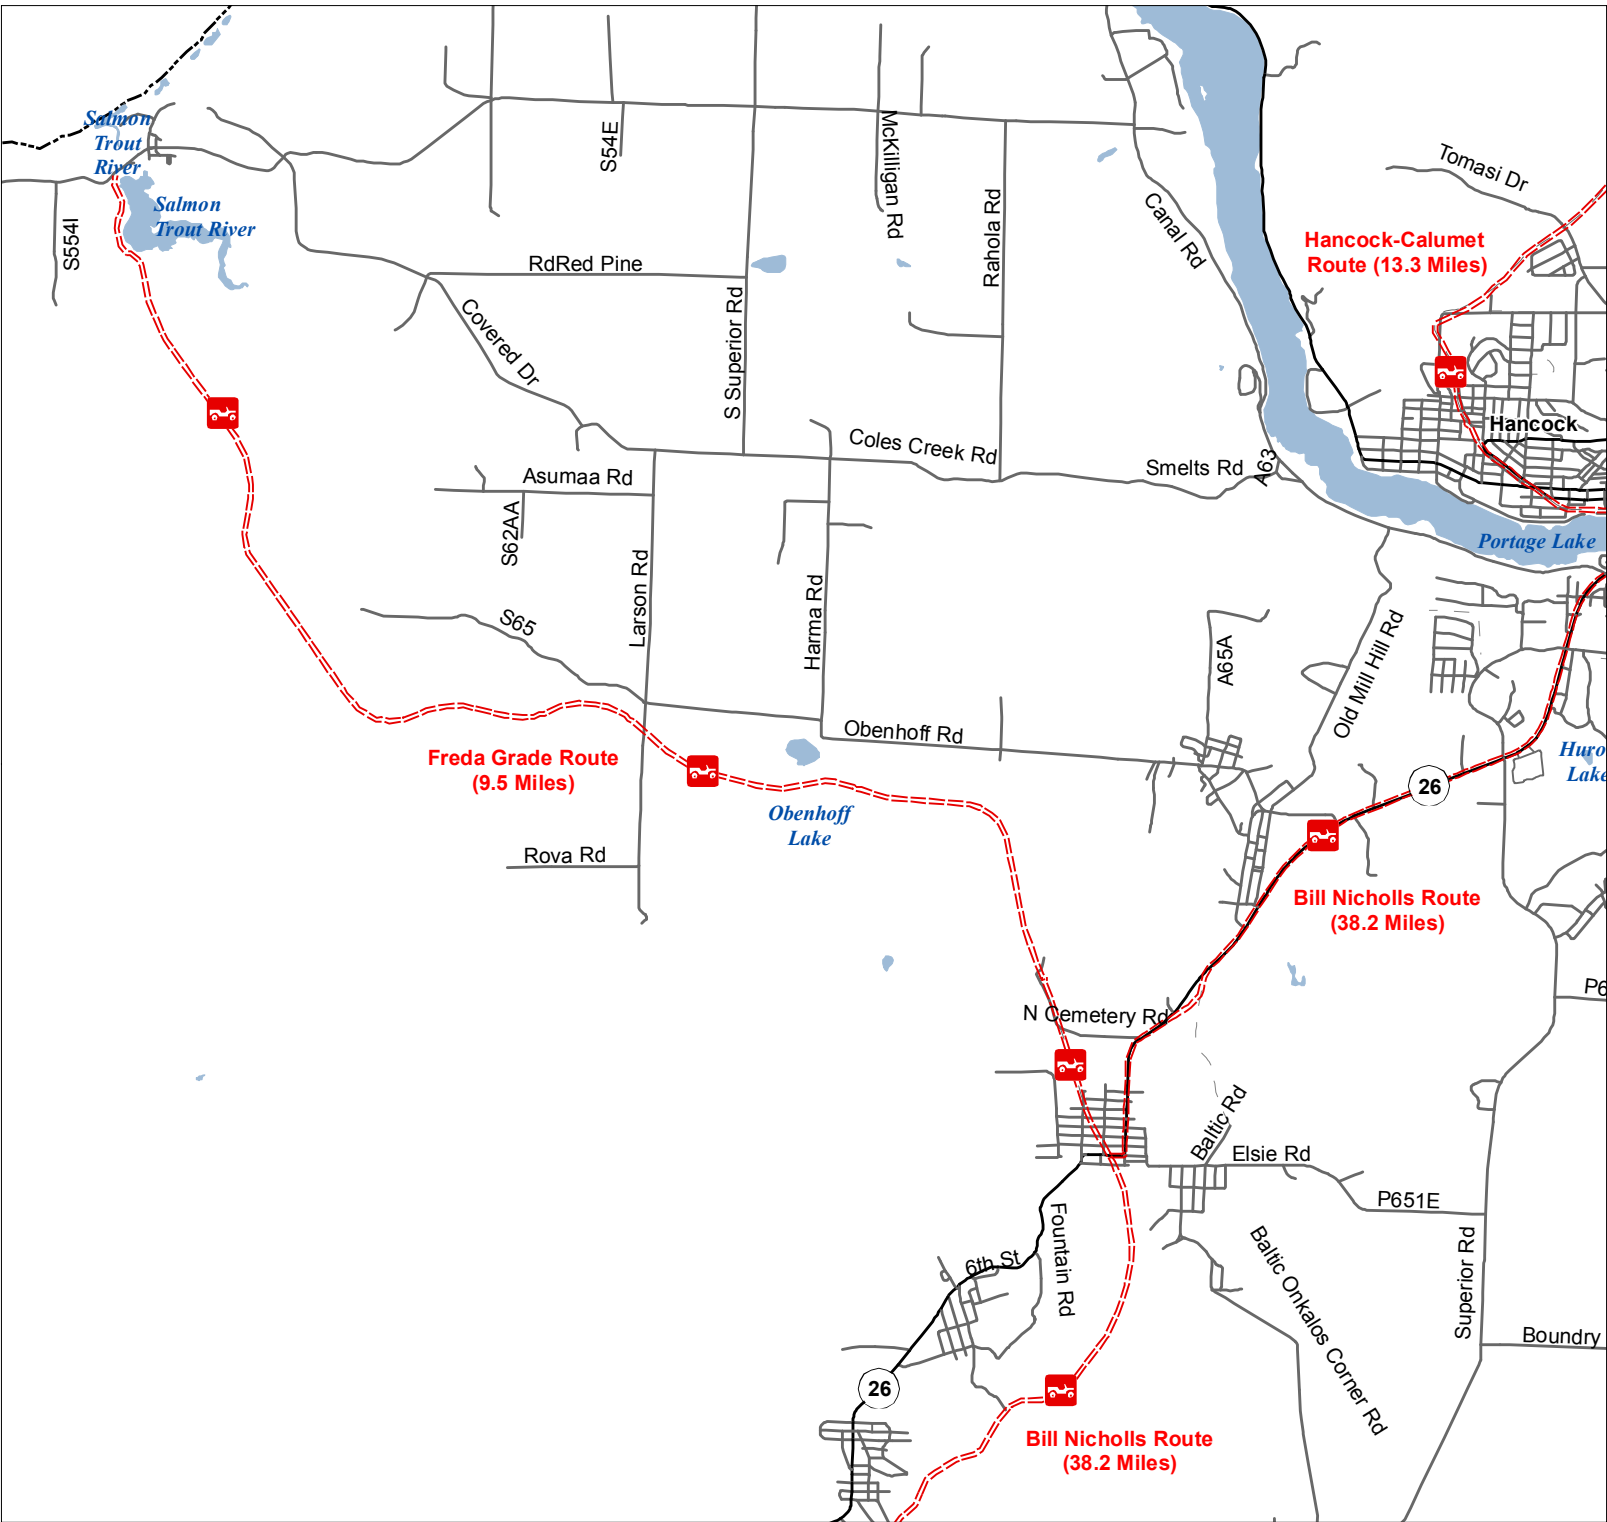 Salmon
Trout
River
S54E
McKilligan Rd
Tomasi Dr
Salmon
Trout River
S554I
Rahola Rd
Canal Rd
Hancock-Calumet
Route (13.3 Miles)
RdRed Pine
Covered Dr
S Superior Rd
Hancock
Coles Creek Rd
Smelts Rd
A63
Asumaa Rd
S62AA
Portage Lake
Larson Rd
Harma Rd
S65
A65A
Old Mill Hill Rd
Obenhoff Rd
Freda Grade Route
(9.5 Miles)
Huro
Lake
26
Obenhoff
Lake
Rova Rd
Bill Nicholls Route
(38.2 Miles)
P6
N Cemetery Rd
Baltic Rd
Elsie Rd
P651E
Fountain Rd
6th St
Baltic Onkalos Corner Rd
Superior Rd
Boundry
26
Bill Nicholls Route
(38.2 Miles)